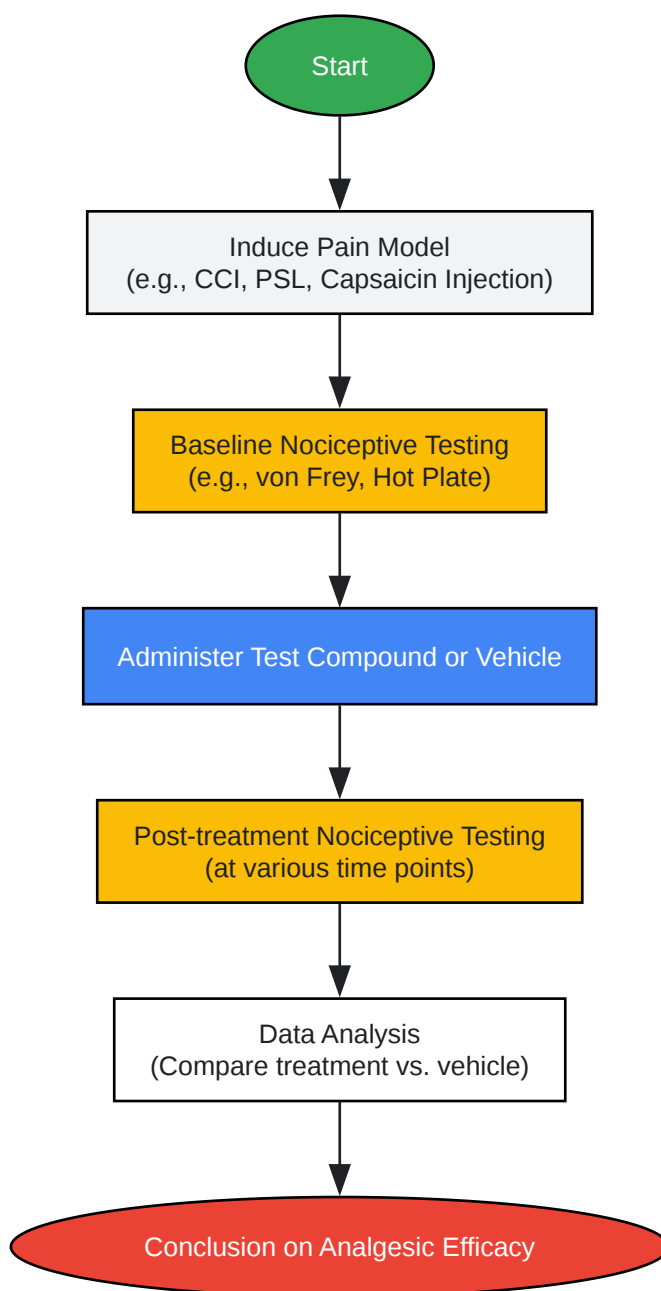 Start
Induce Pain Model
(e.g., CCI, PSL, Capsaicin Injection)
Baseline Nociceptive Testing
(e.g., von Frey, Hot Plate)
Administer Test Compound or Vehicle
Post-treatment Nociceptive Testing
(at various time points)
Data Analysis
(Compare treatment vs. vehicle)
Conclusion on Analgesic Efficacy